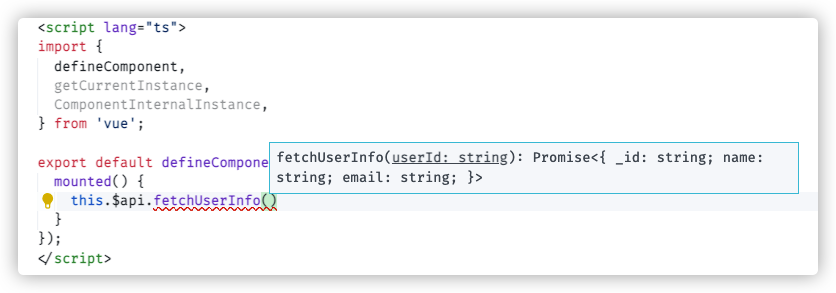 <script lang="ts">
import {
  defineComponent,
  getCurrentInstance,
  ComponentInternalInstance,
} from 'vue';
export default defineCompone
fetchUserInfo(userId: string): Promise<{ _id: string; name:
string; email: string; }>
  mounted() {
    this.$api.fetchUserInfo()
  }
});
</script>